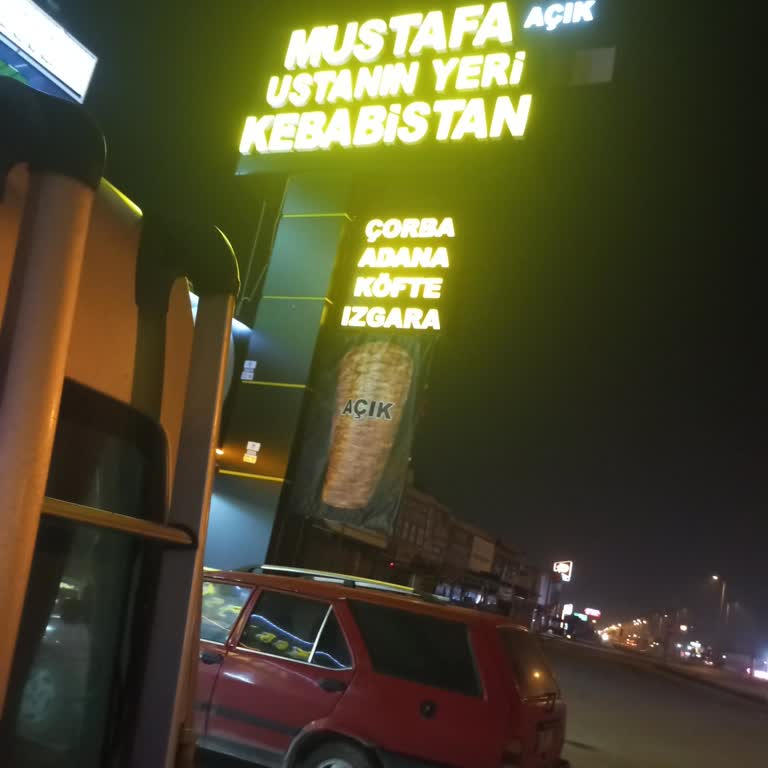 AÇIK
MUSTAFA
USTANIN YERİ
KEBABİSTAN
ÇORBA
ADANA
KÖFTE
IZGARA
AÇIK